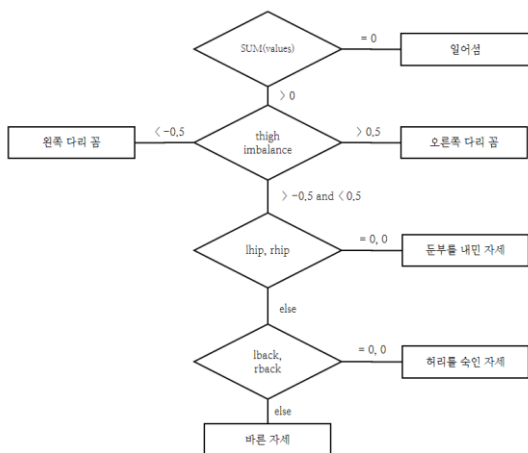 SUM(values)
= 0
일어섬
> 0
< -0.5
thigh
imbalance
> 0.5
왼쪽 다리 꼼
오른쪽 다리 꼼
> -0.5 and < 0.5
lhip, rhip
= 0, 0
둔부를 내민 자세
else
lback,
rback
= 0, 0
허리를 숙인 자세
else
바른 자세